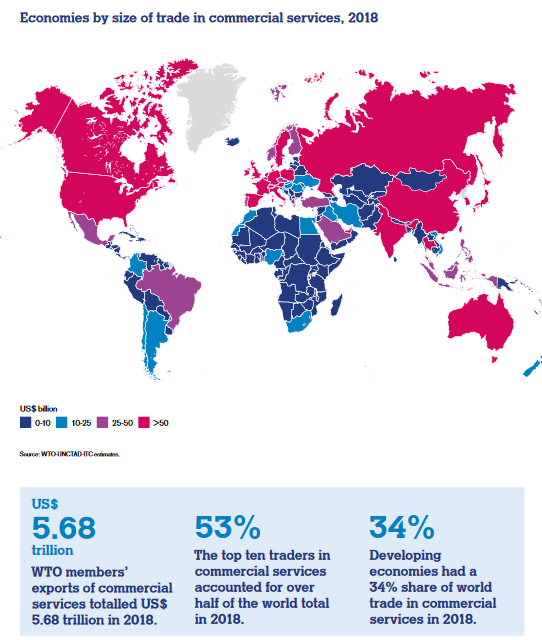 Economies by size of trade in commercial services, 2018
US$ billion
0-10 10-25 25-50 >50
Source: WTO-UNCTAD-ITC estimates.
US$
5.68
trillion
WTO members’
exports of commercial
services totalled US$
5.68 trillion in 2018.
53%
The top ten traders in
commercial services
accounted for over
half of the world total
in 2018.
34%
Developing
economies had a
34% share of world
trade in commercial
services in 2018.